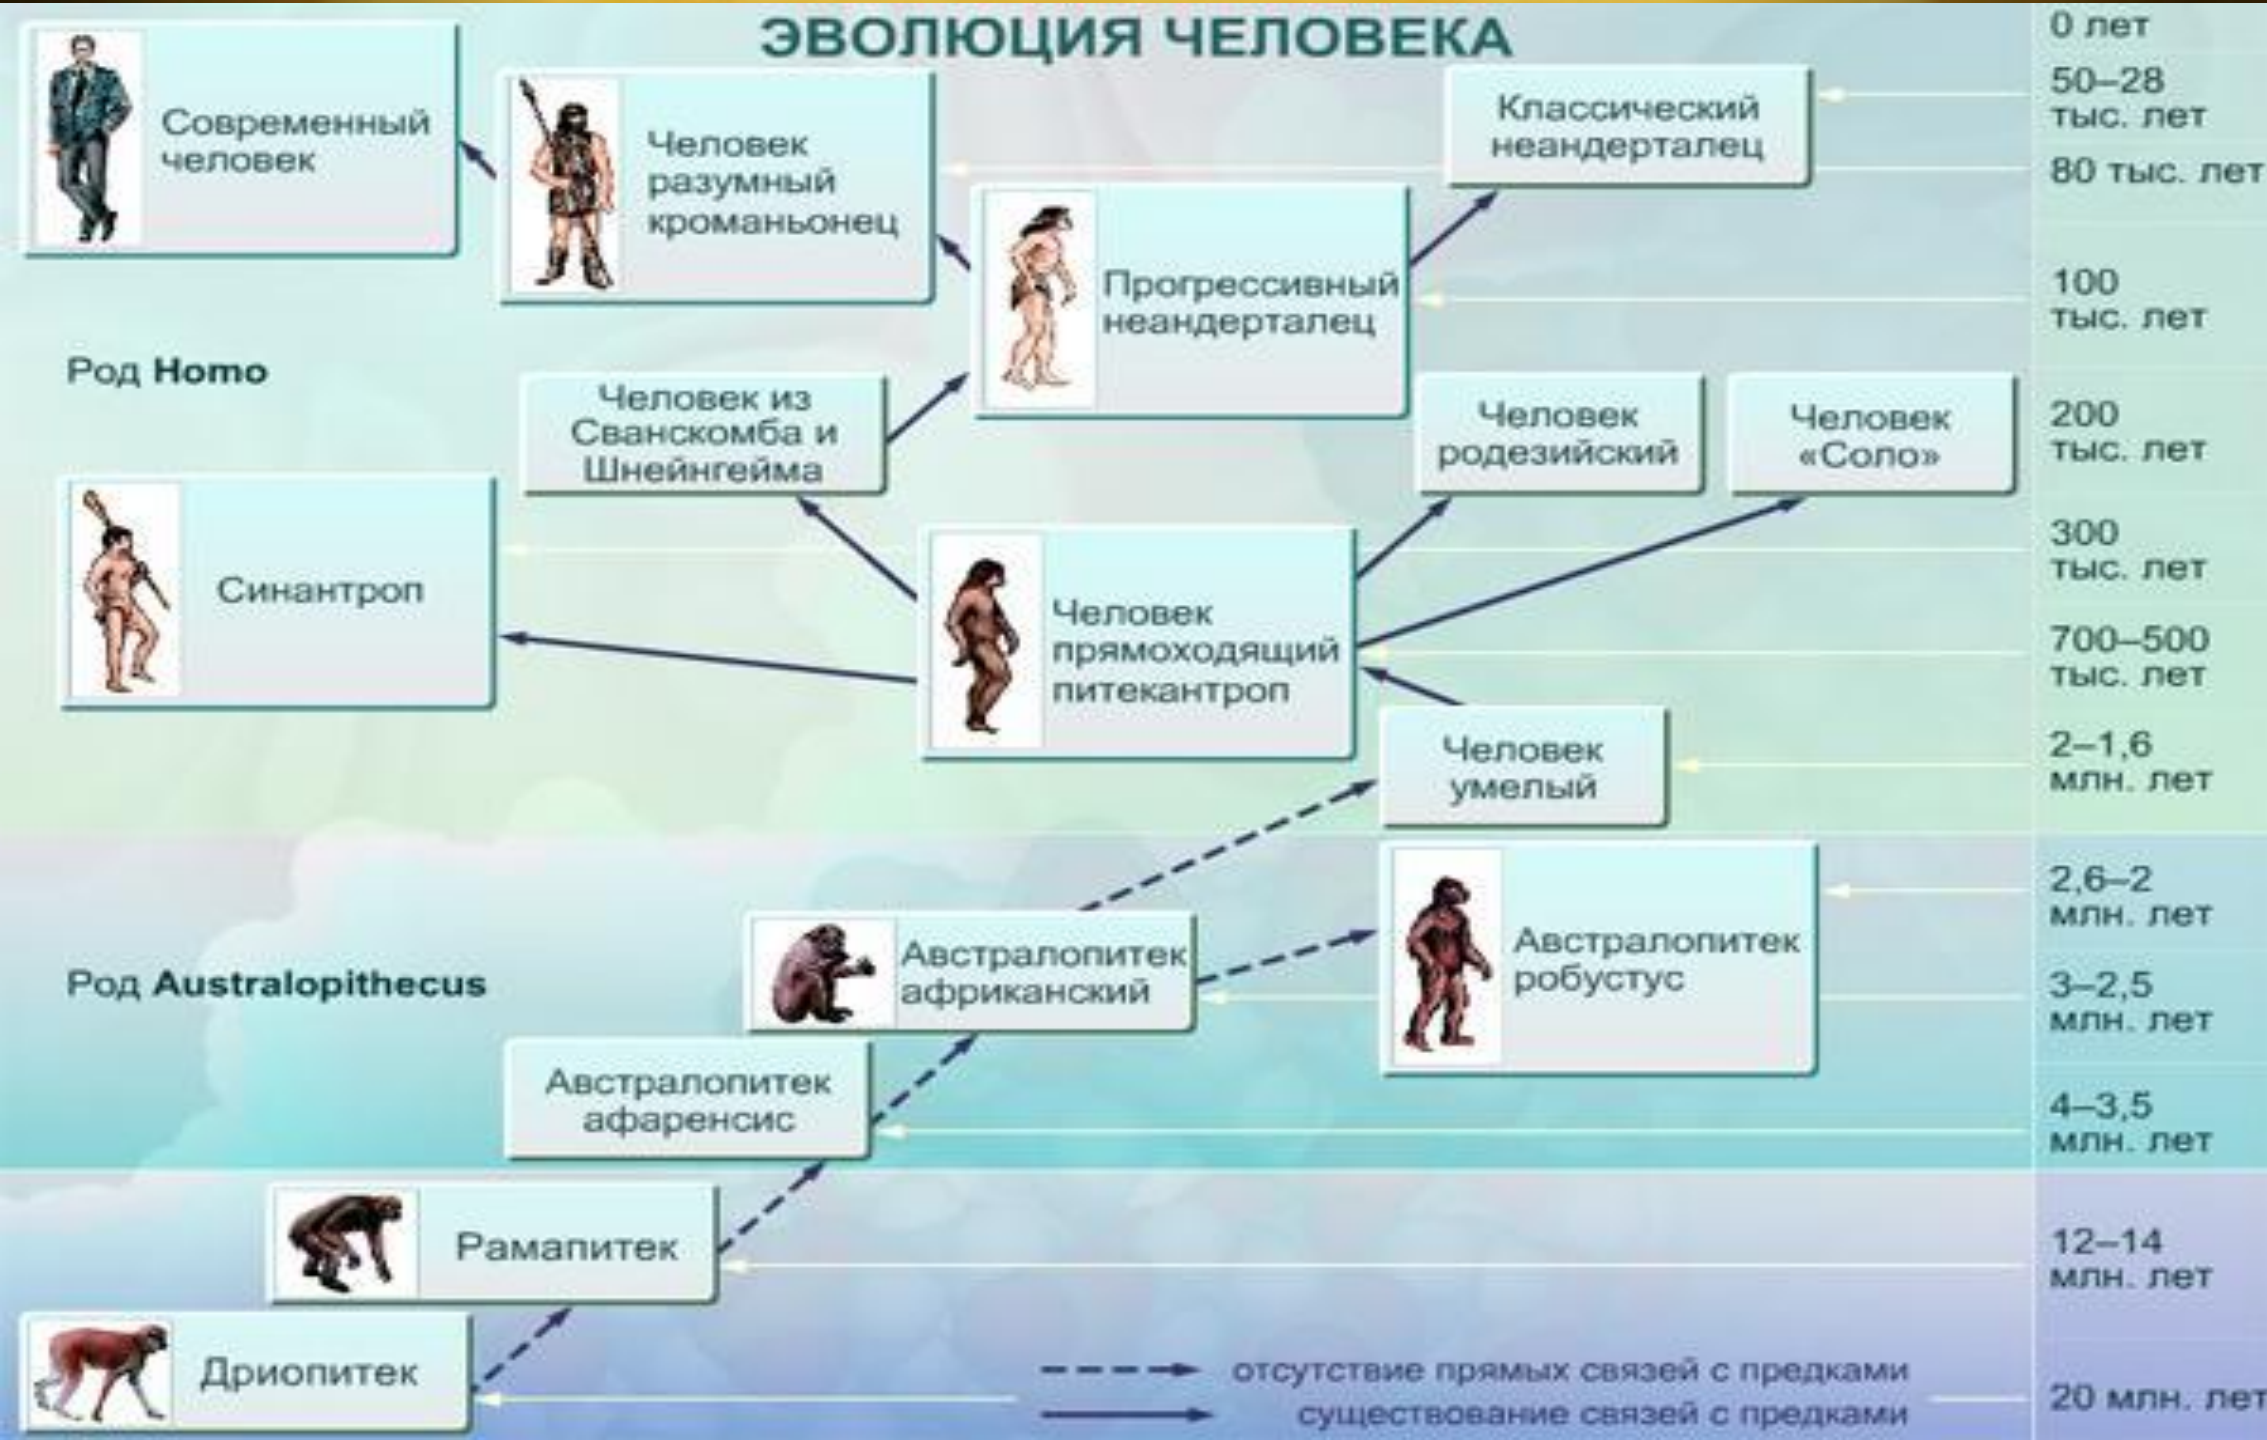 ЭВОЛЮЦИЯ ЧЕЛОВЕКА
0 лет
Современный
человек
Человек
разумный
кроманьонец
Классический
неандерталец
50–28
тыс. лет
80 тыс. лет
Прогрессивный
неандерталец
100
тыс. лет
Род Homo
Человек из
Сванскомба и
Шнейнгейма
Человек
родезийский
Человек
«Соло»
200
тыс. лет
Синантроп
300
тыс. лет
Человек
прямоходящий
питекантроп
700–500
тыс. лет
Человек
умелый
2–1,6
млн. лет
2,6–2
млн. лет
Род Australopithecus
Австралопитек
африканский
Австралопитек
робустус
3–2,5
млн. лет
Австралопитек
афаренсис
4–3,5
млн. лет
Рамапитек
12–14
млн. лет
Дриопитек
отсутствие прямых связей с предками
существование связей с предками
20 млн. лет